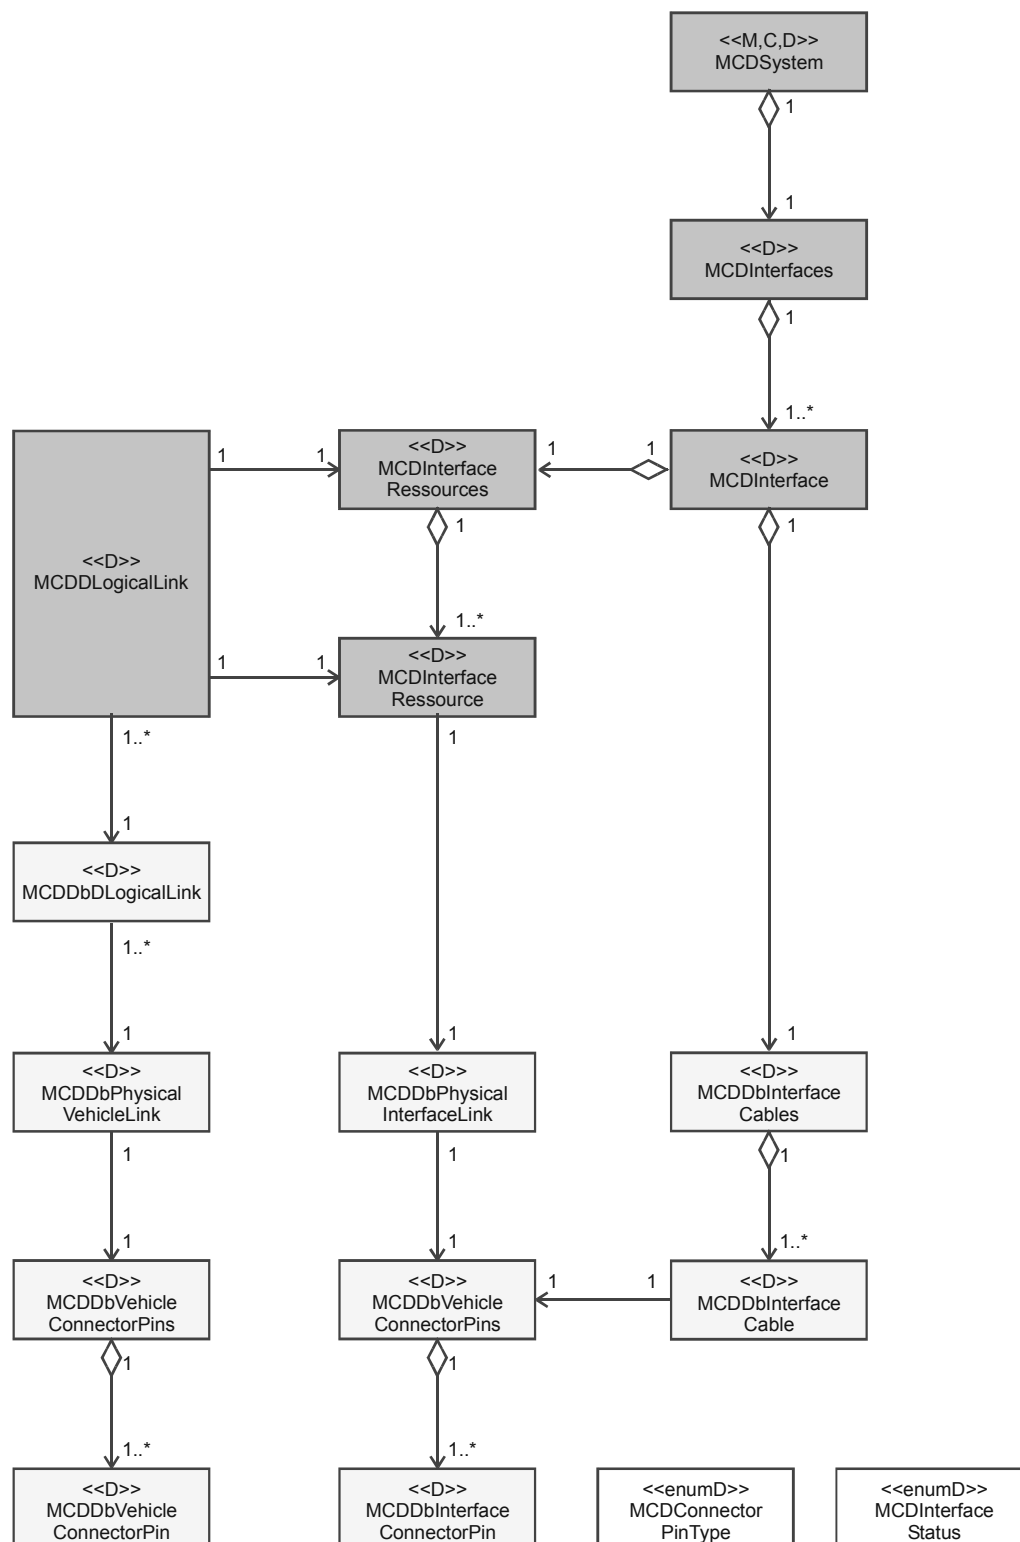 <<M,C,D>>
MCDSystem
1
1
<<D>>
MCDInterfaces
1
1..*
<<D>>
MCDDLogicalLink
1
1
<<D>>
MCDInterface
Ressources
1
1
<<D>>
MCDInterface
1
1..*
1
1
1
<<D>>
MCDInterface
Ressource
1..*
1
1
<<D>>
MCDDbDLogicalLink
1..*
1
1
1
<<D>>
MCDDbPhysical
VehicleLink
<<D>>
MCDDbPhysical
InterfaceLink
<<D>>
MCDDbInterface
Cables
1
1
1
1
1
1..*
<<D>>
MCDDbVehicle
ConnectorPins
<<D>>
MCDDbVehicle
ConnectorPins
1
1
<<D>>
MCDDbInterface
Cable
1
1
1..*
1..*
<<D>>
MCDDbVehicle
ConnectorPin
<<D>>
MCDDbInterface
ConnectorPin
<<enumD>>
MCDConnector
PinType
<<enumD>>
MCDInterface
Status